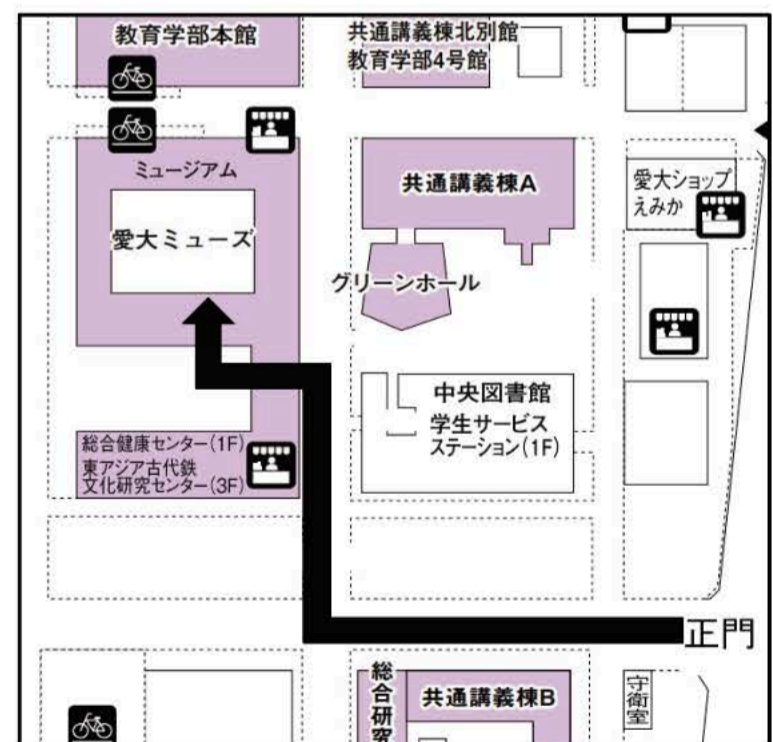 教育学部本館
共通講義棟北別館
教育学部4号館
ミュージアム
愛大ミューズ
共通講義棟A
愛大ショップ
えみか
グリーンホール
中央図書館
学生サービス
ステーション(1F)
総合健康センター(1F)
東アジア古代鉄
文化研究センター(3F)
正門
総合研究
共通講義棟B
守衛室